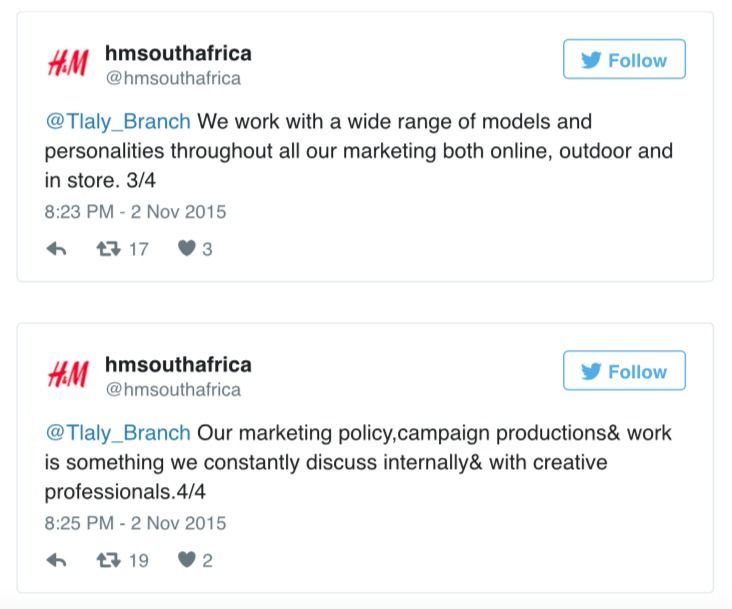 H&M hmsouthafrica
@hmsouthafrica
Follow
@Tlaly_Branch We work with a wide range of models and
personalities throughout all our marketing both online, outdoor and
in store. 3/4
8:23 PM - 2 Nov 2015
17 3
H&M hmsouthafrica
@hmsouthafrica
Follow
@Tlaly_Branch Our marketing policy,campaign productions& work
is something we constantly discuss internally& with creative
professionals.4/4
8:25 PM - 2 Nov 2015
19 2